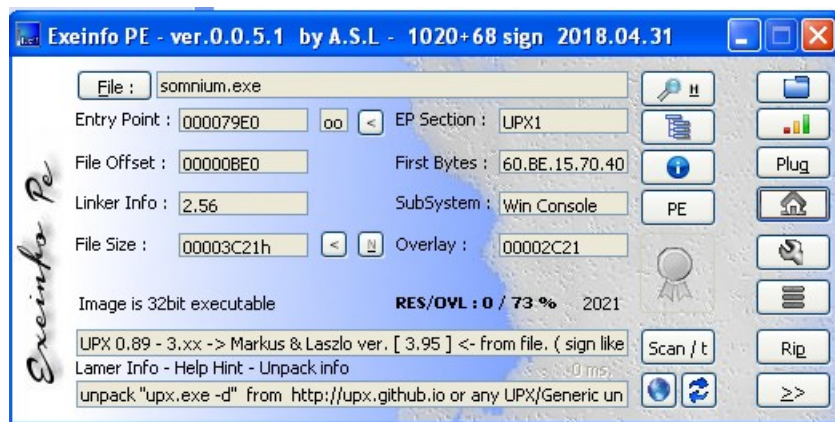 Exeinfo PE - ver.0.0.5.1 by A.S.L - 1020+68 sign 2018.04.31
File : somnium.exe H
Entry Point : 000079E0 oo < EP Section : UPX1
File Offset : 00000BE0 First Bytes : 60.BE.15.70.40 Plug
Linker Info : 2.56 SubSystem : Win Console PE
File Size : 00003C21h < N Overlay : 00002C21
Image is 32bit executable RES/OVL : 0 / 73 % 2021
UPX 0.89 - 3.xx -> Markus & Laszlo ver. [ 3.95 ] <- from file. ( sign like Scan / t Rip
Lamer Info - Help Hint - Unpack info 0 ms.
unpack "upx.exe -d" from http://upx.github.io or any UPX/Generic un >>
Exeinfo Pe